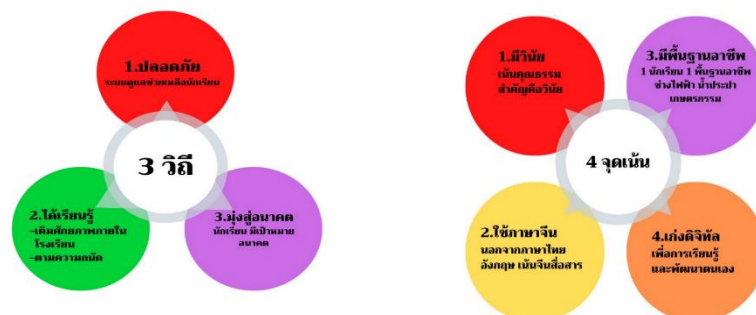 1.ปลอดภัย
ระบบดูแลช่วยเหลือนักเรียน
3 วิถี
2.ได้เรียนรู้
-เติมศักยภาพภายใน
โรงเรียน
-ตามความถนัด
3.มุ่งสู่อนาคต
นักเรียน มีเป้าหมาย
อนาคต
1.มีวินัย
เน้นคุณธรรม
สำคัญคือวินัย
3.มีพื้นฐานอาชีพ
1 นักเรียน 1 พื้นฐานอาชีพ
ช่างไฟฟ้า น้ำประปา
เกษตรกรรม
4 จุดเน้น
2.ใช้ภาษาจีน
นอกจากภาษาไทย
อังกฤษ เน้นจีนสื่อสาร
4.เก่งดิจิทัล
เพื่อการเรียนรู้
และพัฒนาตนเอง